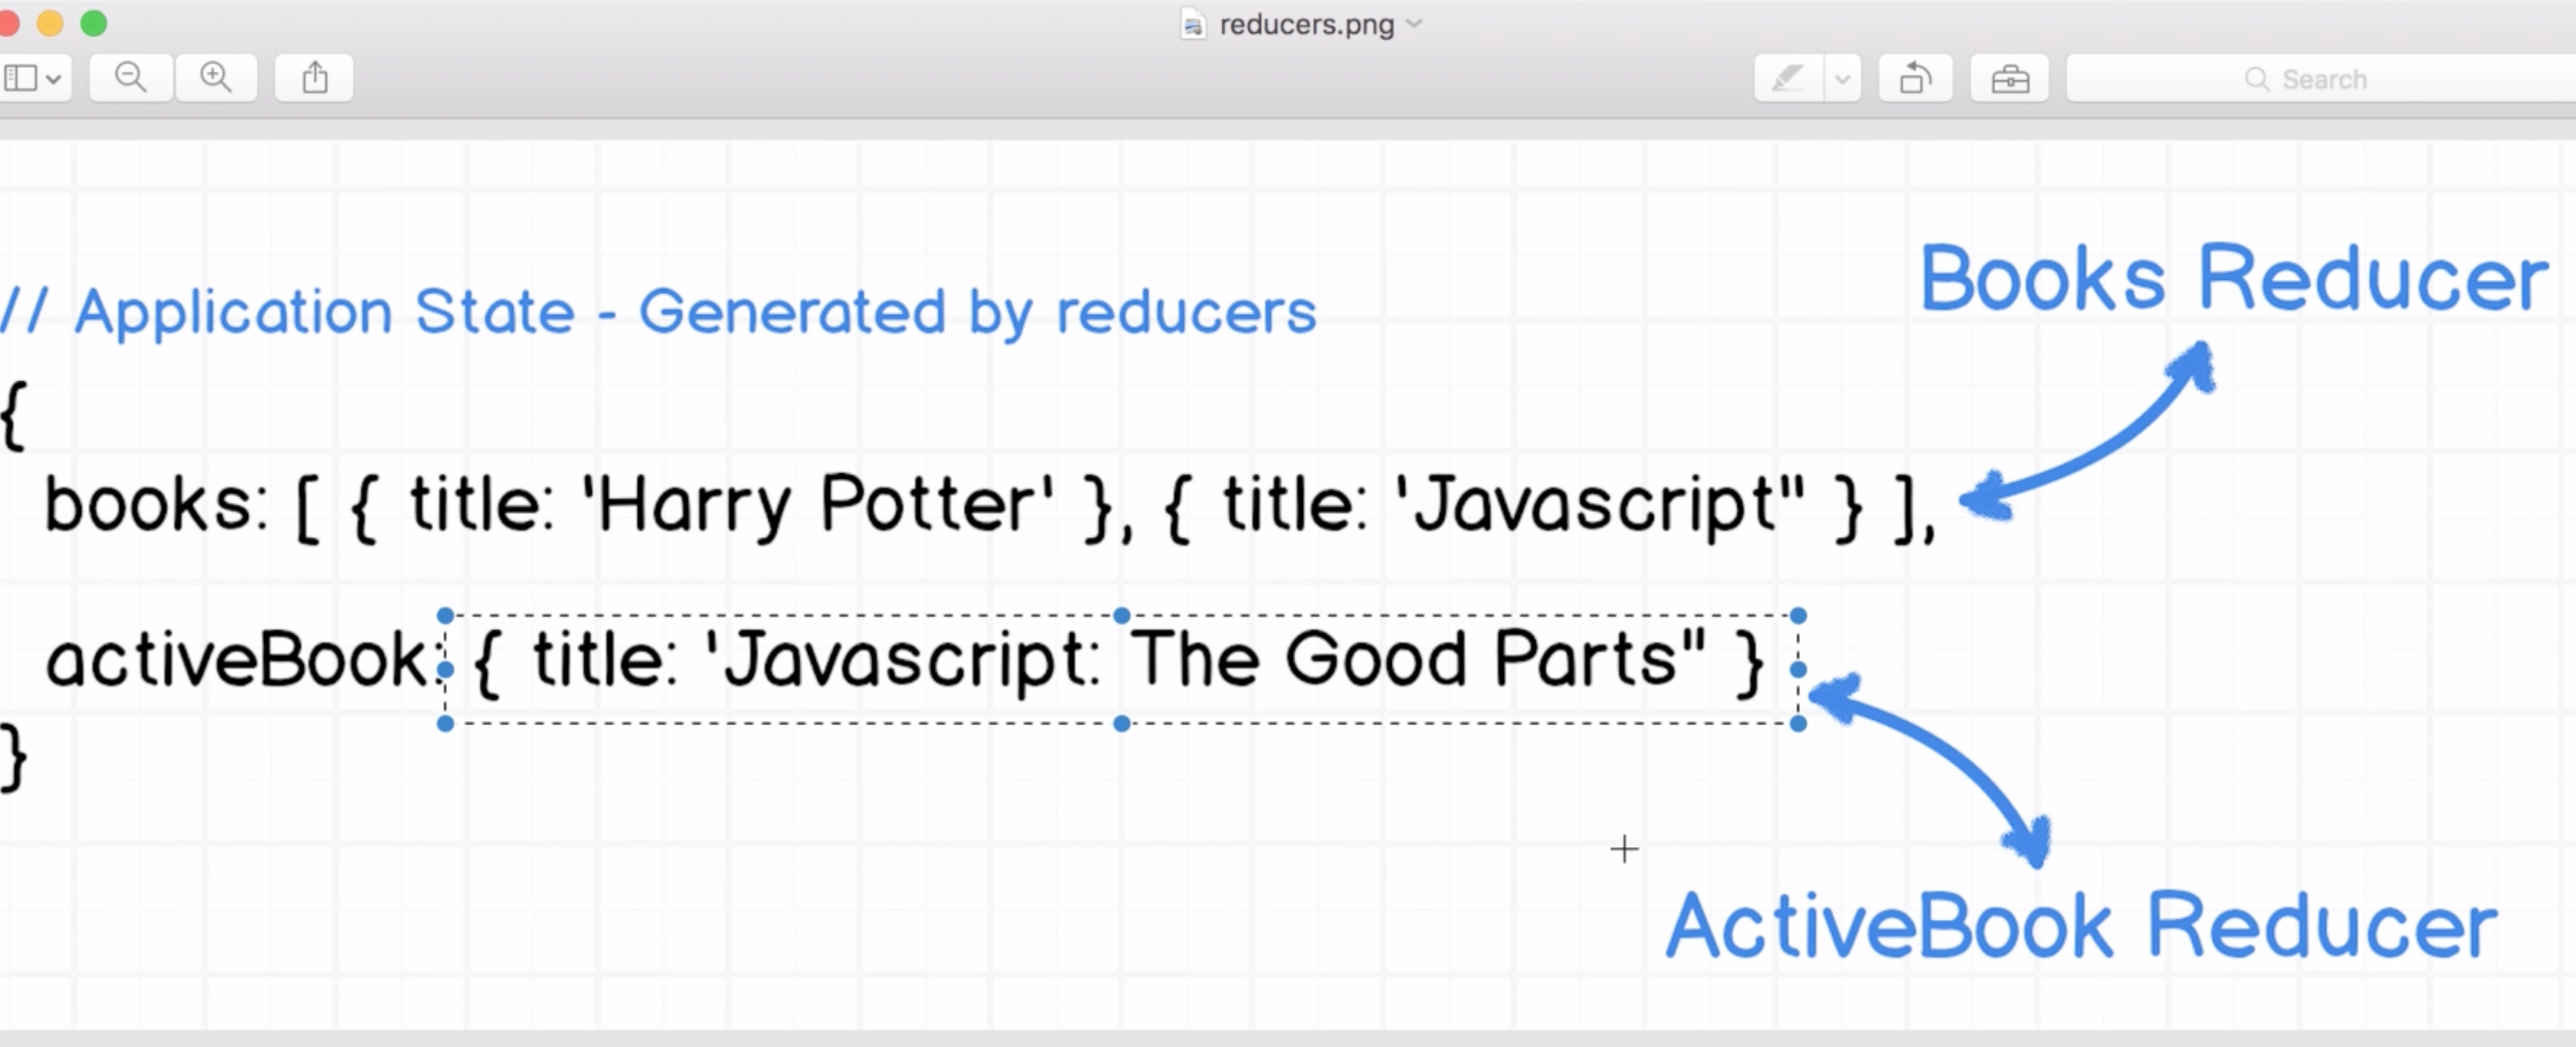 reducers.png
Search
Books Reducer
// Application State - Generated by reducers
{
books: [ { title: 'Harry Potter' }, { title: 'Javascript" } ],
activeBook: { title: 'Javascript: The Good Parts" }
}
ActiveBook Reducer